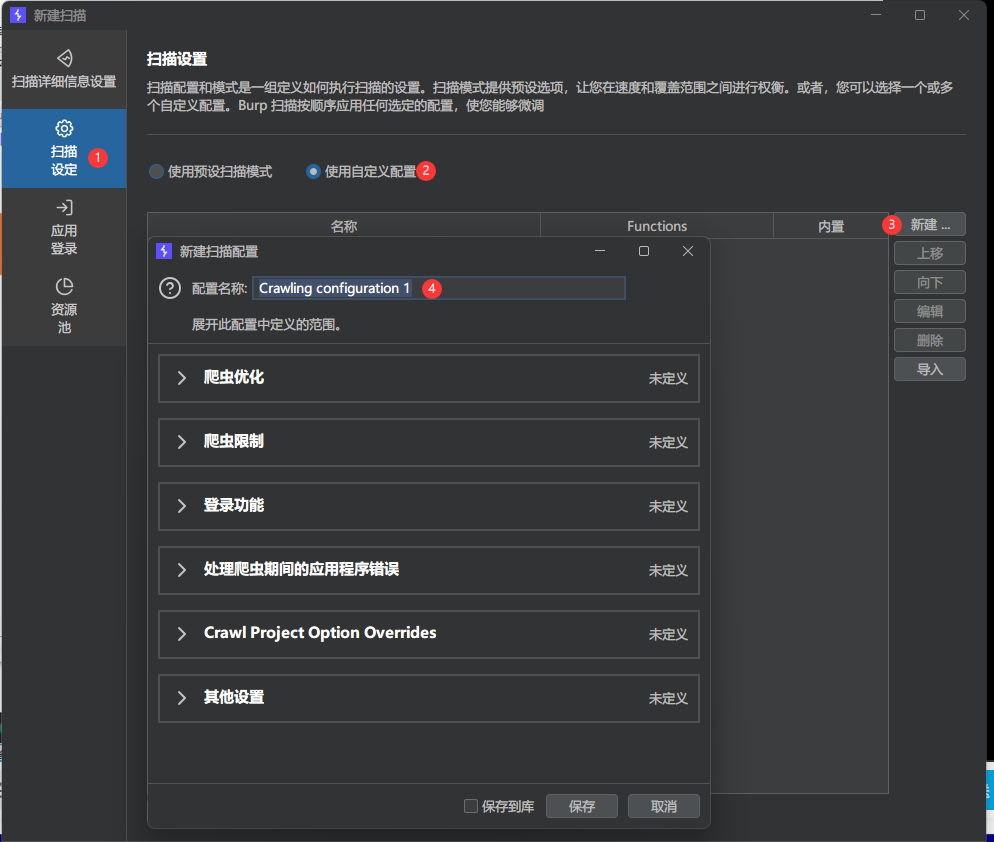 新建扫描
扫描详细信息设置
扫描
设定
1
应用
登录
资源
池
扫描设置
扫描配置和模式是一组定义如何执行扫描的设置。扫描模式提供预设选项，让您在速度和覆盖范围之间进行权衡。或者，您可以选择一个或多
个自定义配置。Burp 扫描按顺序应用任何选定的配置，使您能够微调
使用预设扫描模式 使用自定义配置 2
名称 Functions 内置 3 新建 ...
上移
向下
编辑
删除
导入
新建扫描配置
配置名称: Crawling configuration 1 4
展开此配置中定义的范围。
爬虫优化 未定义
爬虫限制 未定义
登录功能 未定义
处理爬虫期间的应用程序错误 未定义
Crawl Project Option Overrides 未定义
其他设置 未定义
保存到库 保存 取消